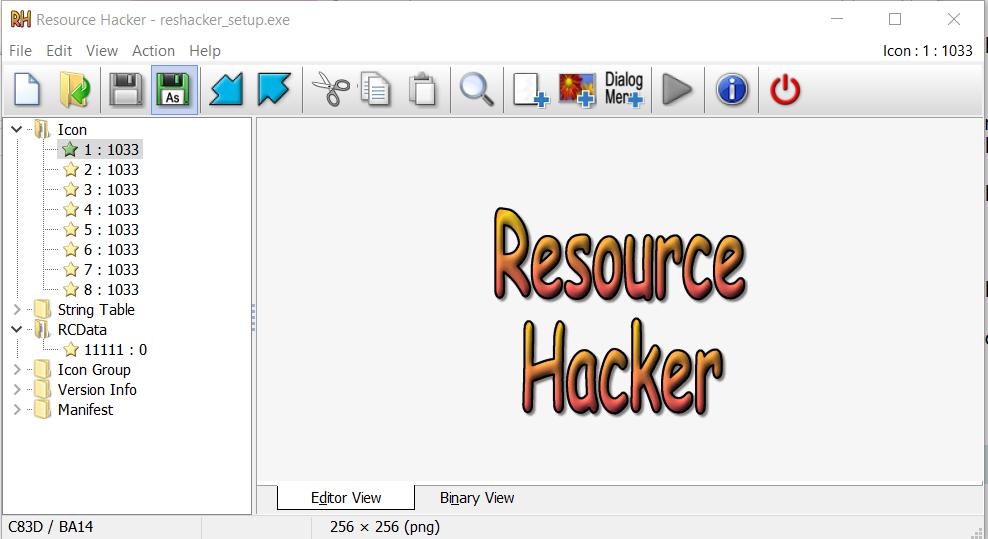 RH Resource Hacker - reshacker_setup.exe
File Edit View Action Help
Icon : 1 : 1033
As
Dialog
Menu
Icon
1 : 1033
2 : 1033
3 : 1033
4 : 1033
5 : 1033
6 : 1033
7 : 1033
8 : 1033
String Table
RCData
11111 : 0
Icon Group
Version Info
Manifest
Resource
Hacker
Editor View
Binary View
C83D / BA14
256 × 256 (png)